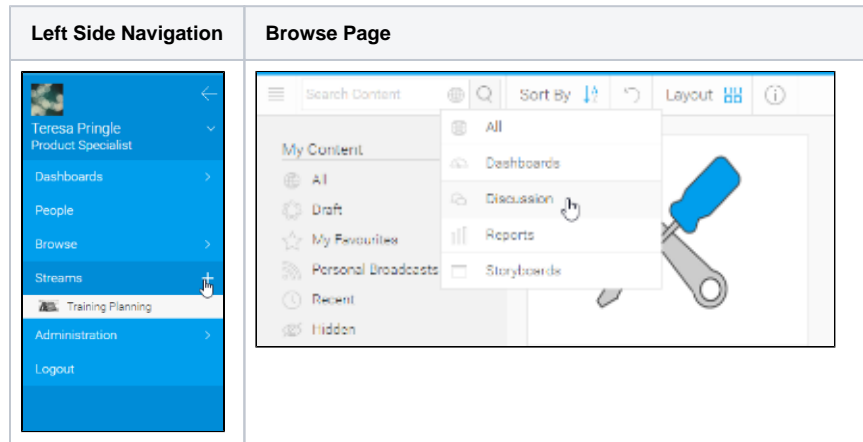 Left Side Navigation
Browse Page
Teresa Pringle
Product Specialist
Dashboards
People
Browse
Streams
Training Planning
Administration
Logout
Search Content
Sort By
Layout
My Content
All
Draft
My Favourites
Personal Broadcasts
Recent
Hidden
All
Dashboards
Discussion
Reports
Storyboards